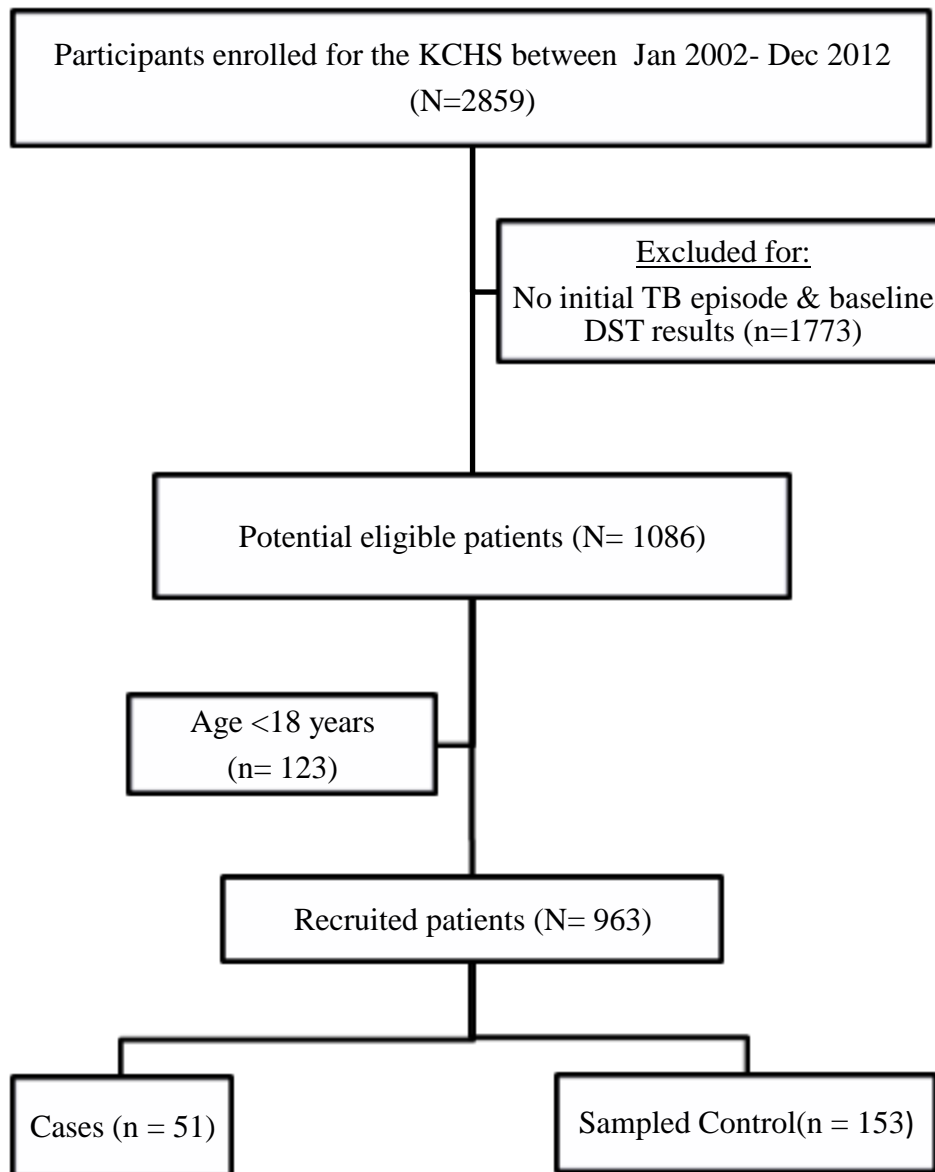 Participants enrolled for the KCHS between Jan 2002- Dec 2012
(N=2859)
Excluded for:
No initial TB episode & baseline
DST results (n=1773)
Potential eligible patients (N= 1086)
Age <18 years
(n= 123)
Recruited patients (N= 963)
Cases (n = 51)
Sampled Control(n = 153)